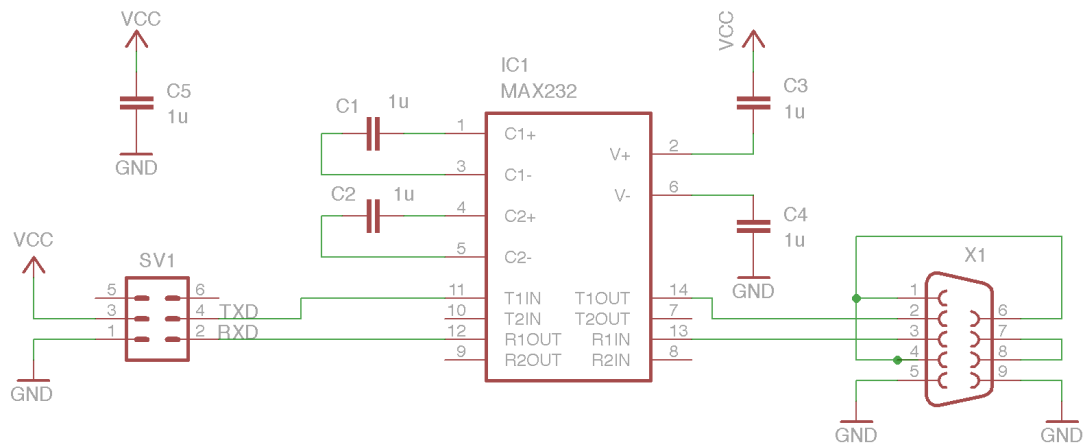 VCC
C5
1u
GND
IC1
MAX232
VCC
C3
1u
C1
1u
1
C1+
3
C1-
C2
1u
4
C2+
5
C2-
V+
2
V-
6
C4
1u
GND
VCC
SV1
5
6
3
4
TXD
1
2
RXD
GND
11
T1IN
T1OUT
14
10
T2IN
T2OUT
7
12
R1OUT
R1IN
13
9
R2OUT
R2IN
8
X1
1
2
6
3
7
4
8
5
9
GND
GND